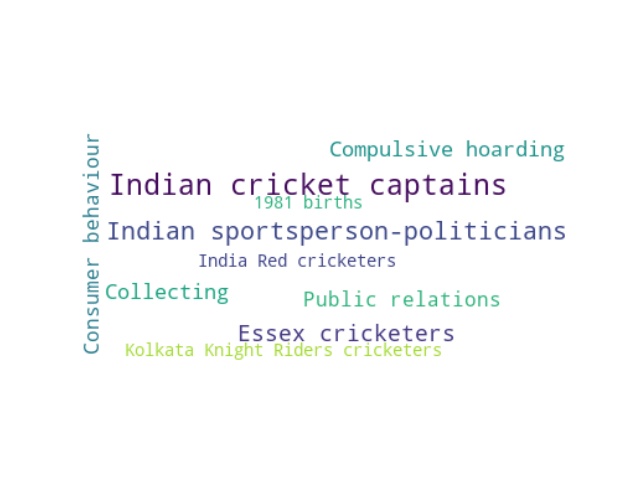 Consumer behaviour
Compulsive hoarding
Indian cricket captains
1981 births
Indian sportsperson-politicians
India Red cricketers
Collecting
Public relations
Essex cricketers
Kolkata Knight Riders cricketers